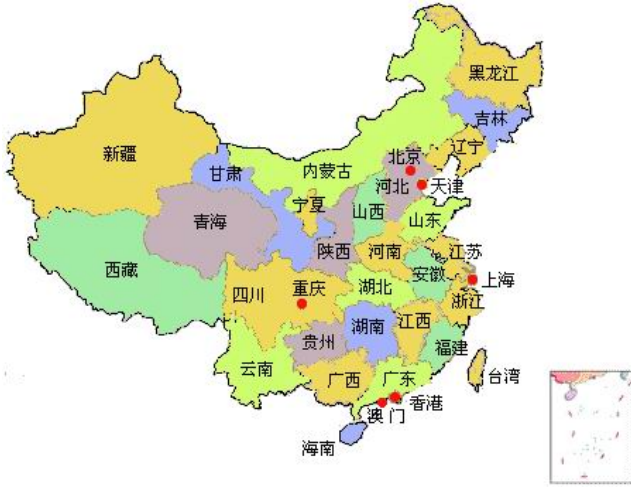 黑龙江
吉林
辽宁
新疆
甘肃
内蒙古
北京
天津
河北
宁夏
山西
青海
山东
陕西
河南
江苏
西藏
安徽
上海
四川
重庆
湖北
浙江
湖南
江西
贵州
福建
云南
广西
广东
台湾
香港
澳门
海南